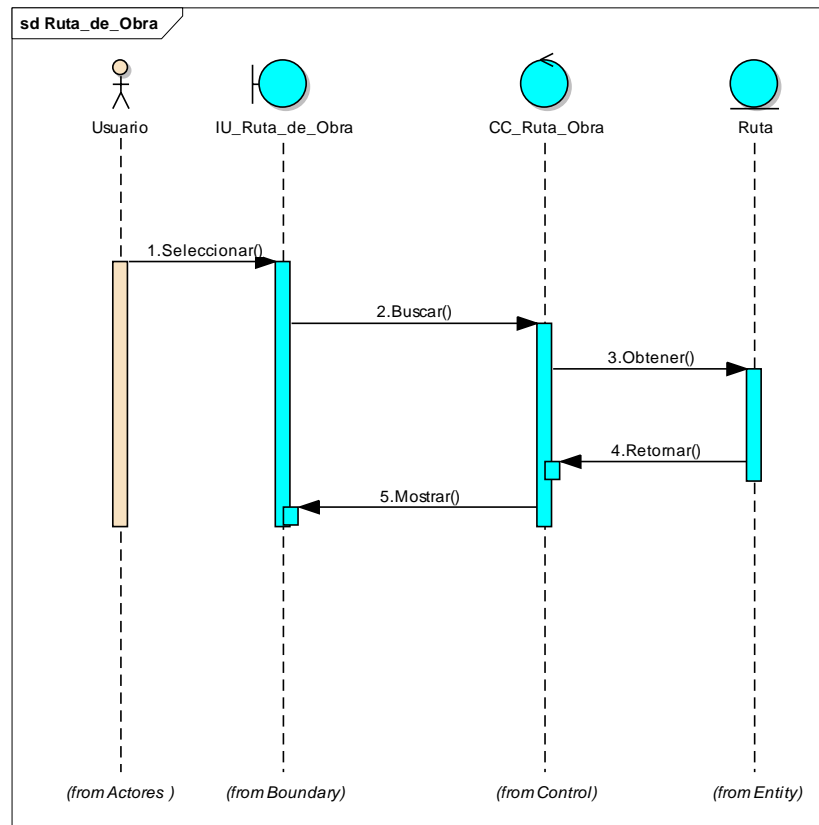 sd Ruta_de_Obra
Usuario
IU_Ruta_de_Obra
CC_Ruta_Obra
Ruta
1.Seleccionar()
2.Buscar()
3.Obtener()
4.Retornar()
5.Mostrar()
(from Actores )
(from Boundary)
(from Control)
(from Entity)